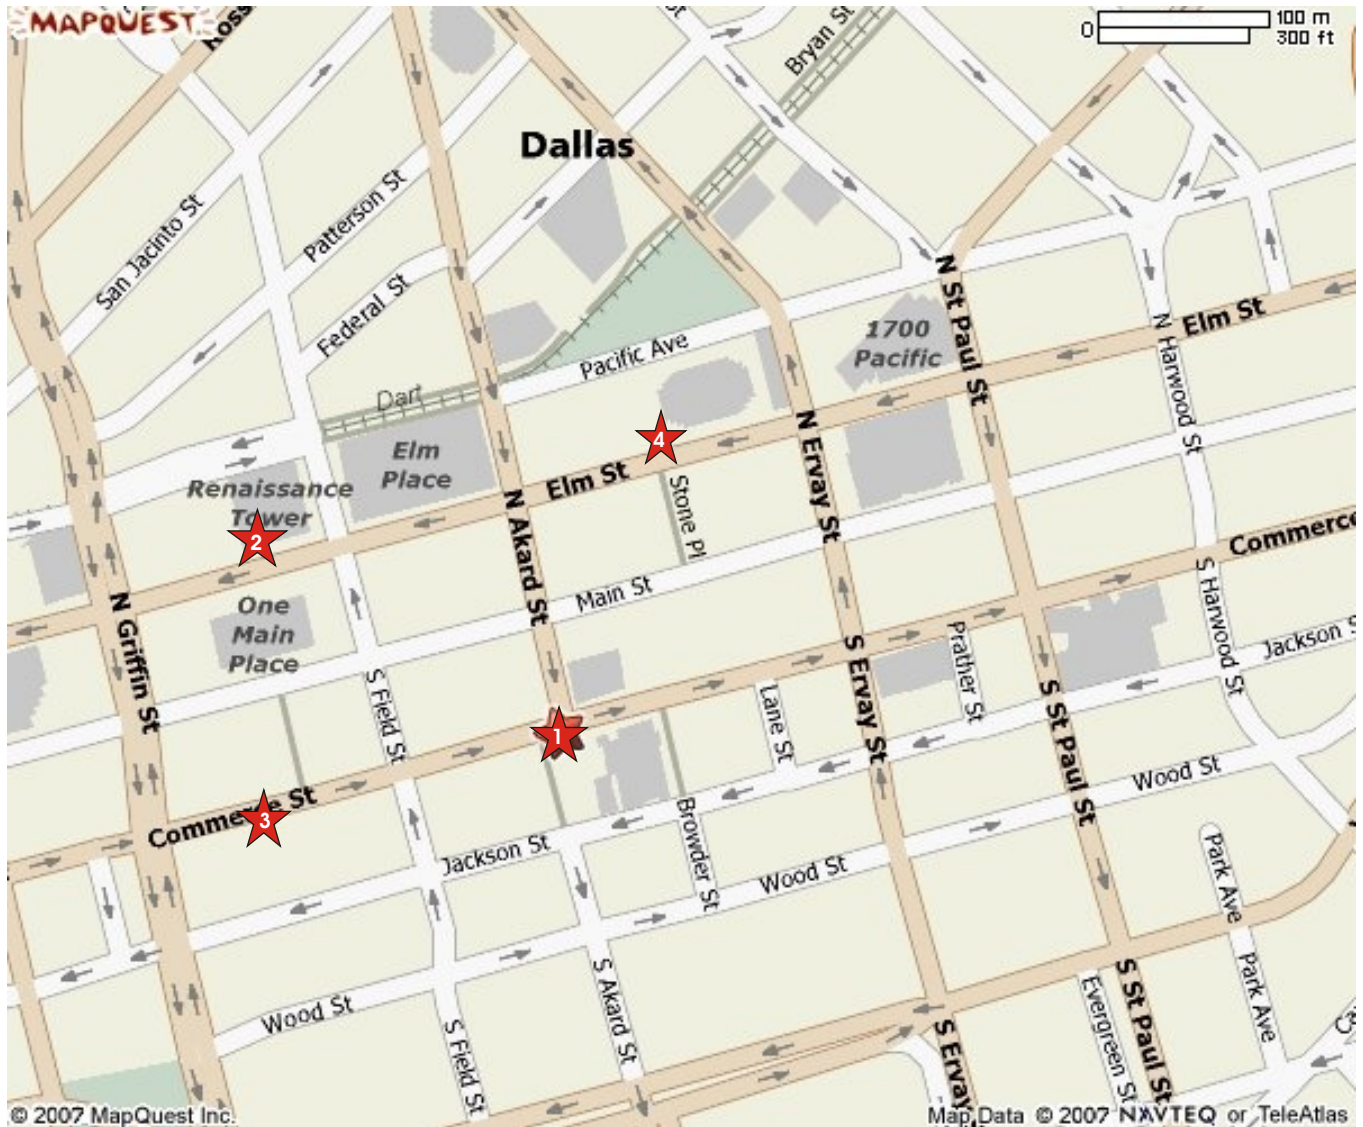 MAPQUEST
Ross
St
Bryan St
0
100 m
300 ft
Dallas
San Jacinto St
Patterson St
Federal St
Pacific Ave
Dart
N St Paul St
1700
Pacific
Elm St
N Harwood St
Elm
Place
4
Elm St
Stone Pl
N Ervay St
Renaissance
Tower
2
N Akard St
Commerce
Main St
One
Main
Place
N Griffin St
S Field St
S Ervay St
Prather St
S Harwood St
Jackson S
Lane St
S St Paul St
1
Commerce St
3
Wood St
Jackson St
Browder St
Wood St
Park Ave
S Akard St
Park Ave
Evergreen St
S St Paul St
Wood St
S Field St
S Ervay
© 2007 MapQuest Inc.
Map Data © 2007 NAVTEQ or TeleAtlas